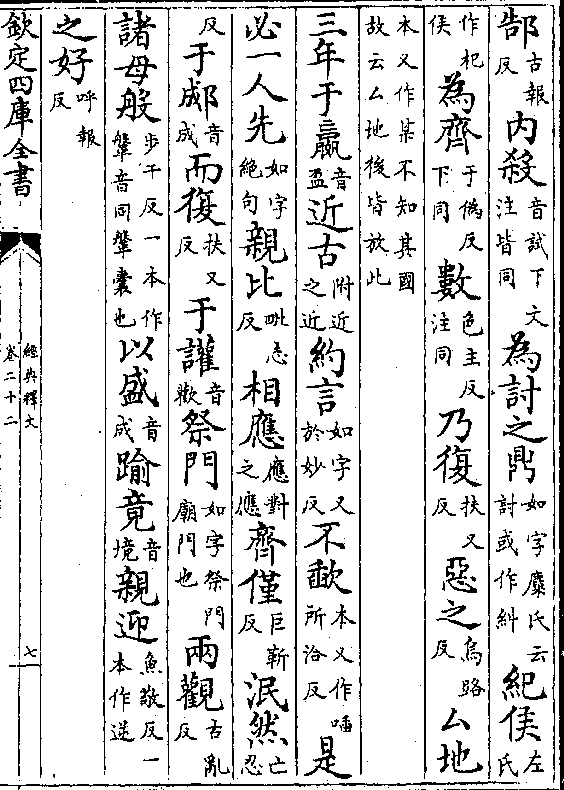 郜古報反內殺音試下文注皆同為討之鼎如字麋氏云討或作糾紀侯左氏
作杞侯為齊于偽反下同數色主反注同乃復扶又反惡之烏路反厶地
本又作某不知其國故云厶地後皆放此
三年于嬴音盈近古附近之近約言如字又於妙反不歃本又作喢所洽反是
必一人先如字絕句親比毗志反相應應對之應齊僅巨靳反泯然亡忍
反于郕音成而復扶又反于讙音歡祭門如字祭門廟門也兩觀古亂反
諸母般步干反一本作鞶音同鞶囊也以盛音成踰竟音境親迎魚敬反一本作逆
之好呼報反
欽定四庫全書
經典釋文
卷二十二
七